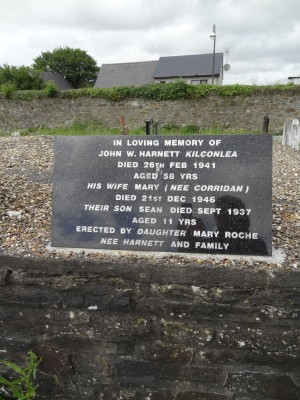 IN LOVING MEMORY OF
JOHN W. HARNETT KILCONLEA
DIED 26TH FEB 1941
AGED 58 YRS
HIS WIFE MARY (NEE CORRIDAN)
DIED 21ST DEC 1946
THEIR SON SEAN DIED SEPT 1937
AGED 11 YRS
ERECTED BY DAUGHTER MARY ROCHE
NEE HARNETT AND FAMILY